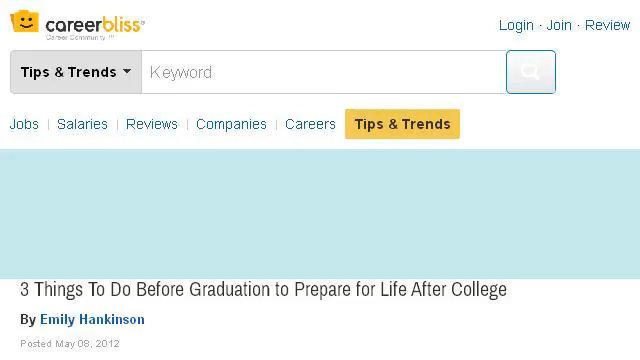 careerbliss®
Career Community !!!
Login · Join · Review
Tips & Trends
Keyword
Jobs | Salaries | Reviews | Companies | Careers Tips & Trends
3 Things To Do Before Graduation to Prepare for Life After College
By Emily Hankinson
Posted May 08, 2012